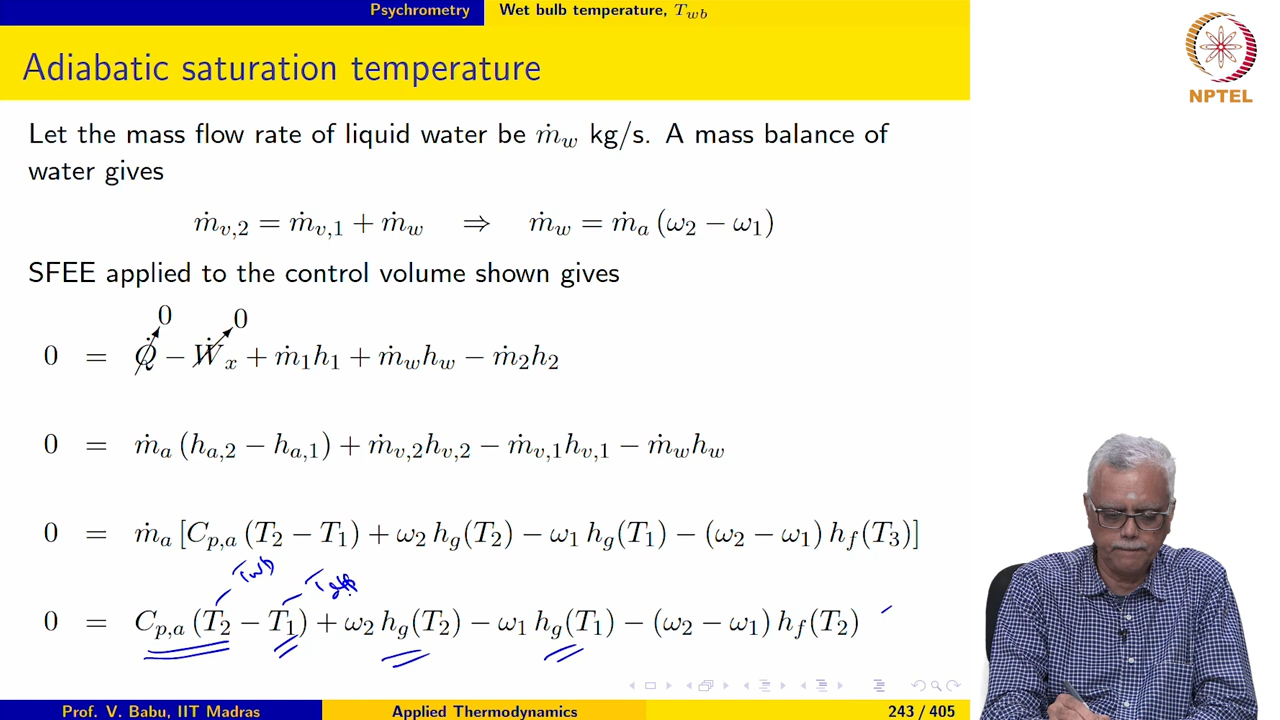 Psychrometry Wet bulb temperature, T_wb
Adiabatic saturation temperature
NPTEL
Let the mass flow rate of liquid water be ṁ_w kg/s. A mass balance of
water gives
ṁ_v,2 = ṁ_v,1 + ṁ_w ⇒ ṁ_w = ṁ_a (ω_2 − ω_1)
SFEE applied to the control volume shown gives
0 0
0 = Q̇ − Ẇ_x + ṁ_1h_1 + ṁ_wh_w − ṁ_2h_2
0 = ṁ_a (h_a,2 − h_a,1) + ṁ_v,2h_v,2 − ṁ_v,1h_v,1 − ṁ_wh_w
0 = ṁ_a [C_p,a (T_2 − T_1) + ω_2 h_g(T_2) − ω_1 h_g(T_1) − (ω_2 − ω_1) h_f(T_3)]
Twb
0 = C_p,a (T_2 − T_1) + ω_2 h_g(T_2) − ω_1 h_g(T_1) − (ω_2 − ω_1) h_f(T_2)
Prof. V. Babu, IIT Madras Applied Thermodynamics 243 / 405